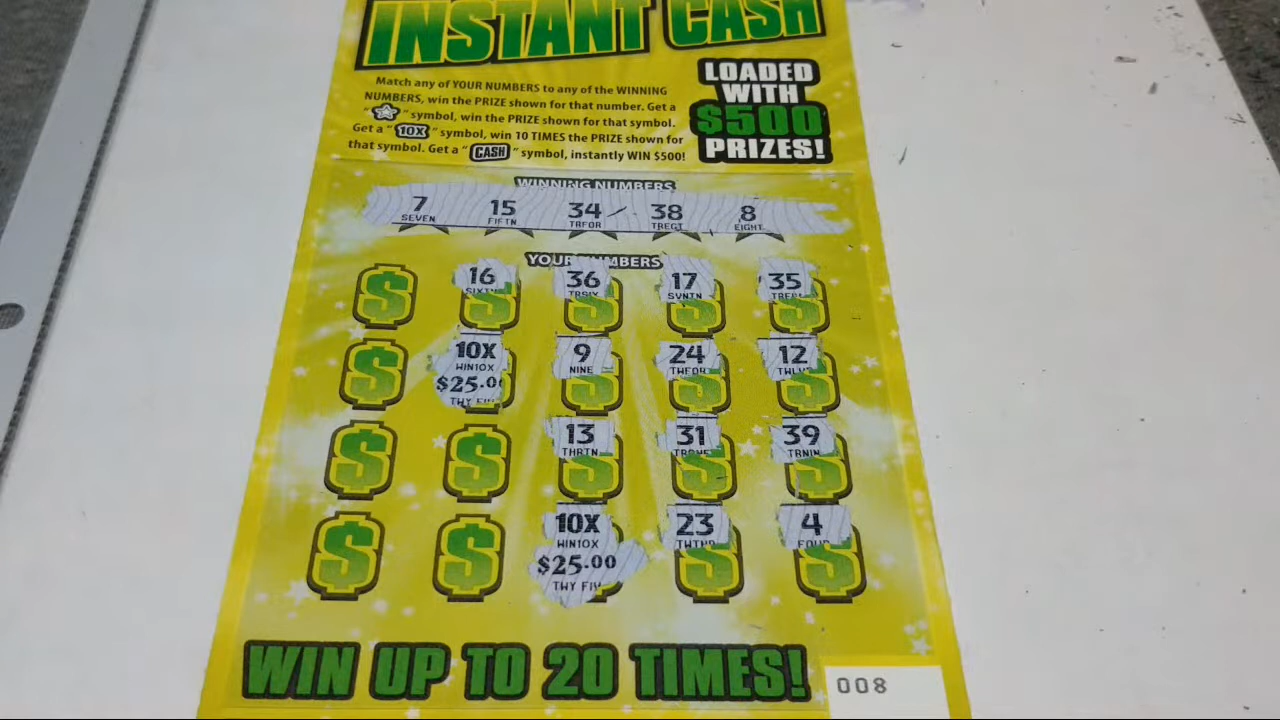 INSTANT CASH
Match any of YOUR NUMBERS to any of the WINNING
NUMBERS, win the PRIZE shown for that number. Get a
" " symbol, win the PRIZE shown for that symbol.
Get a " 10X " symbol, win 10 TIMES the PRIZE shown for
that symbol. Get a " CASH " symbol, instantly WIN $500!
LOADED
WITH
$500
PRIZES!
WINNING NUMBERS
7 15 34 38 8
SEVEN FIFTN TRFOR TREGT EIGHT
YOUR NUMBERS
16 36 17 35
SVNTN
10X 9 24 12
WIN10X NINE THFOR
$25.00
13 31 39
THRTN TRNIN
10X 23 4
WIN10X
$25.00
WIN UP TO 20 TIMES!
008